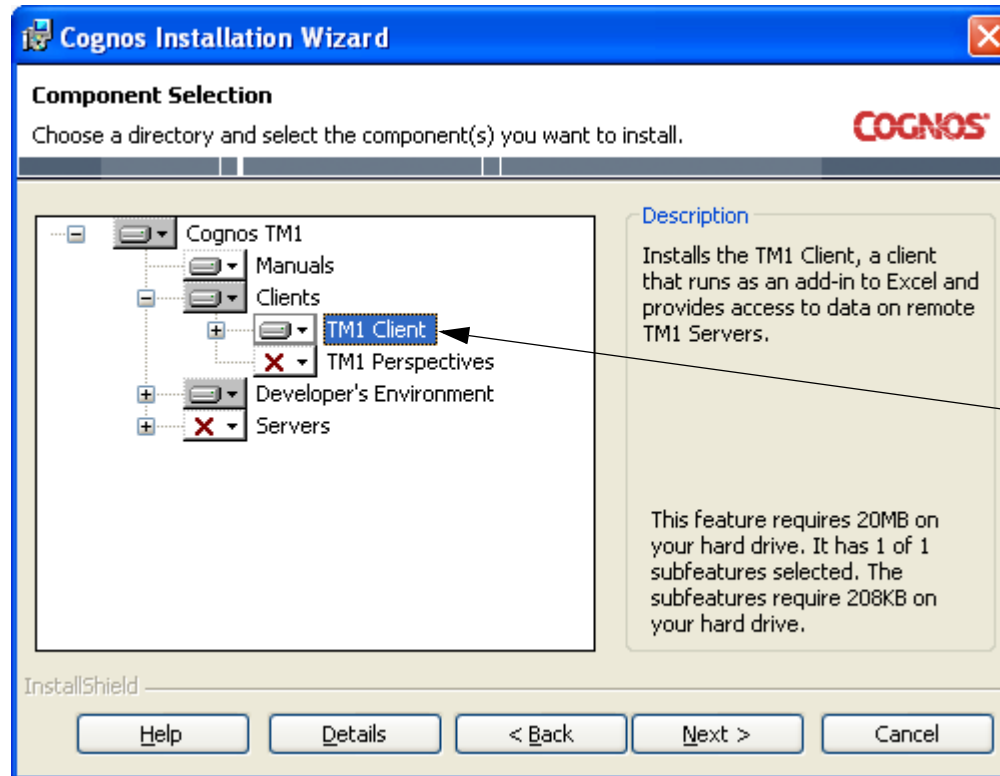 Cognos Installation Wizard
Component Selection
Choose a directory and select the component(s) you want to install.
COGNOS
Cognos TM1
Manuals
Clients
TM1 Client
TM1 Perspectives
Developer's Environment
Servers
Description
Installs the TM1 Client, a client
that runs as an add-in to Excel and
provides access to data on remote
TM1 Servers.
This feature requires 20MB on
your hard drive. It has 1 of 1
subfeatures selected. The
subfeatures require 208KB on
your hard drive.
InstallShield
Help
Details
< Back
Next >
Cancel